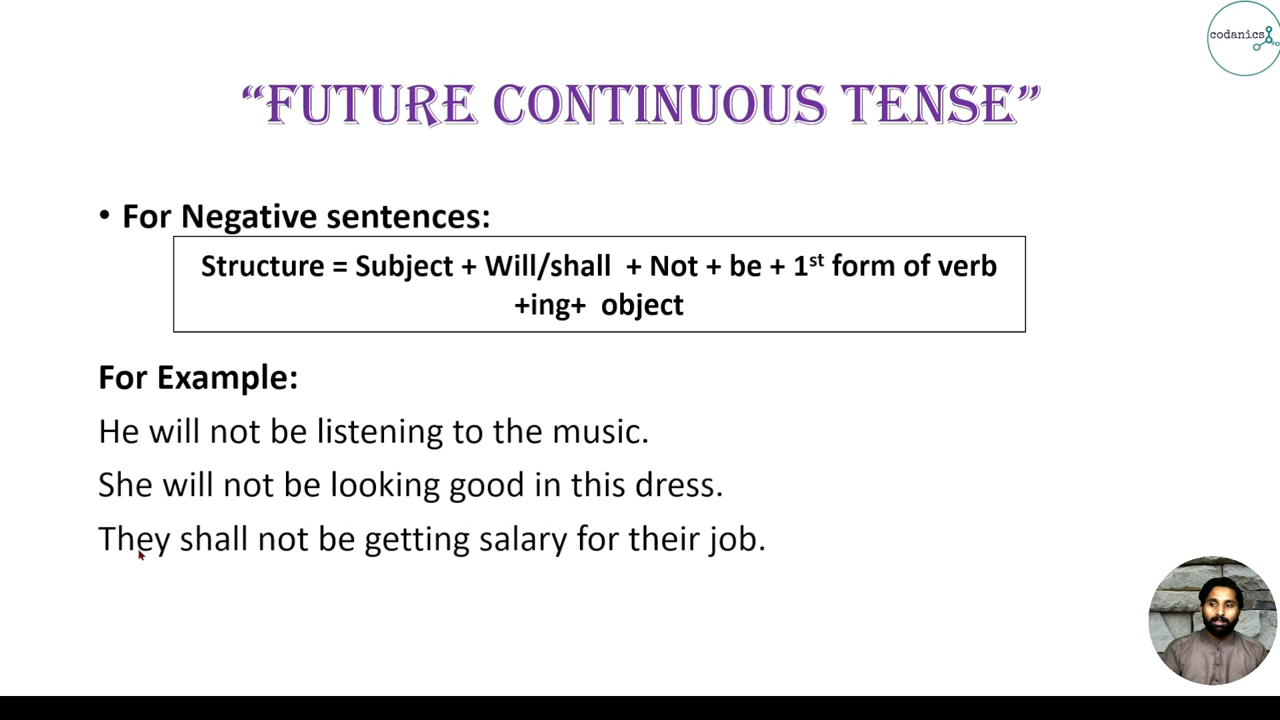 codanics
“FUTURE CONTINUOUS TENSE”
• For Negative sentences:
Structure = Subject + Will/shall + Not + be + 1st form of verb
+ing+ object
For Example:
He will not be listening to the music.
She will not be looking good in this dress.
They shall not be getting salary for their job.